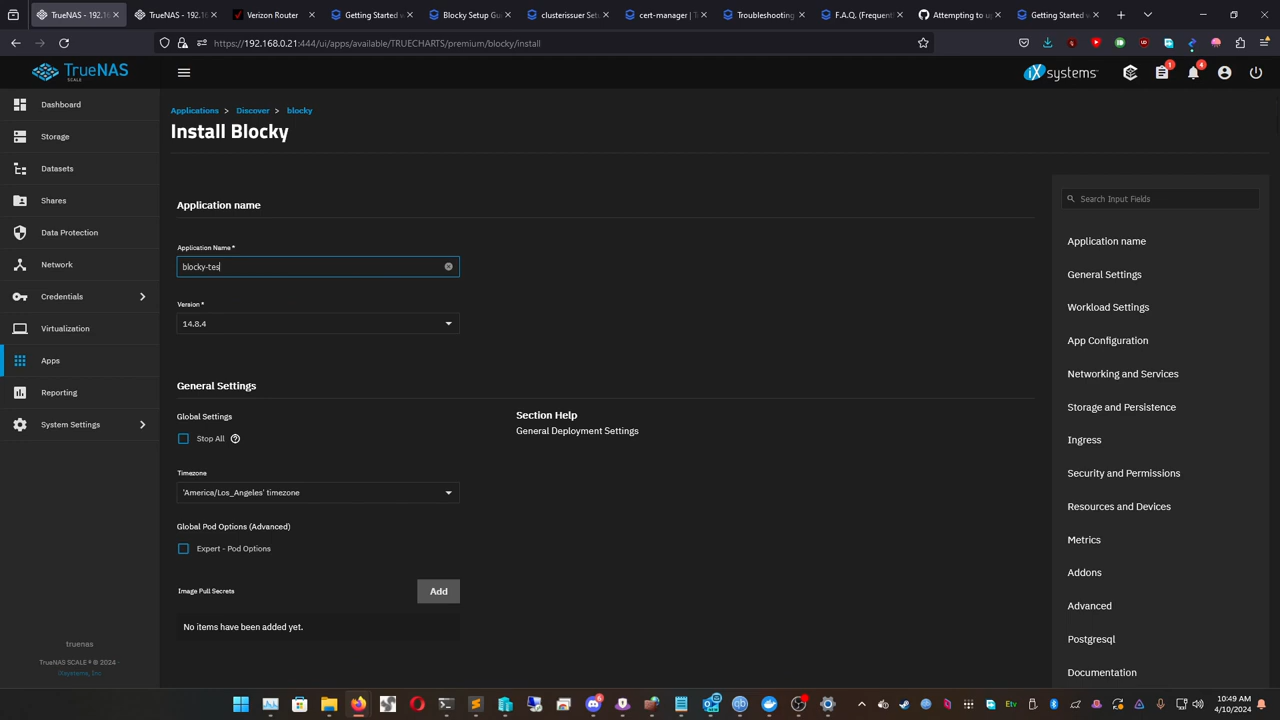 TrueNAS - 192.16
TrueNAS - 192.16
Verizon Router
Getting Started v
Blocky Setup Gu
clusterissuer Set
cert-manager | T
Troubleshooting
F.A.Q. (Frequent
Attempting to u
Getting Started v
https://192.168.0.21:444/ui/apps/available/TRUECHARTS/premium/blocky/install
TrueNAS
SCALE
iXsystems
1
4
Dashboard
Storage
Datasets
Shares
Data Protection
Network
Credentials
Virtualization
Apps
Reporting
System Settings
truenas
TrueNAS SCALE ® © 2024 -
iXsystems, Inc
Applications > Discover > blocky
Install Blocky
Application name
Application Name *
blocky-tes
Version *
14.8.4
General Settings
Global Settings
Stop All
Timezone
'America/Los_Angeles' timezone
Global Pod Options (Advanced)
Expert - Pod Options
Image Pull Secrets
Add
No items have been added yet.
Section Help
General Deployment Settings
Search Input Fields
Application name
General Settings
Workload Settings
App Configuration
Networking and Services
Storage and Persistence
Ingress
Security and Permissions
Resources and Devices
Metrics
Addons
Advanced
Postgresql
Documentation
Etv
10:49 AM
4/10/2024